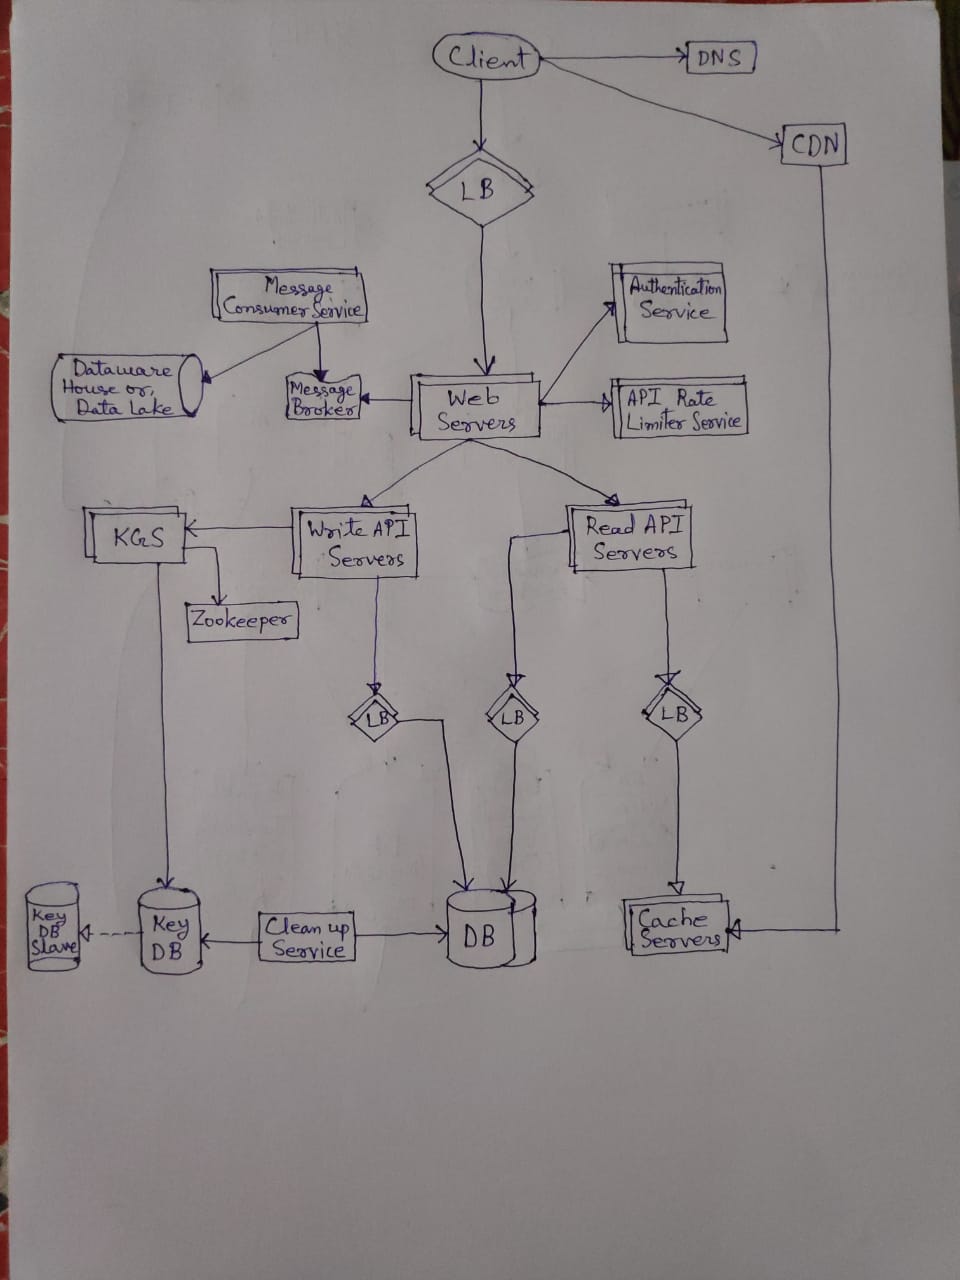 Client
DNS
CDN
LB
Message
Consumer Service
Authentication
Service
Dataware
House or,
Data Lake
Message
Broker
Web
Servers
API Rate
Limiter Service
KGS
Write API
Servers
Read API
Servers
Zookeeper
LB
LB
LB
Key
DB
Slave
Key
DB
Clean up
Service
DB
Cache
Servers